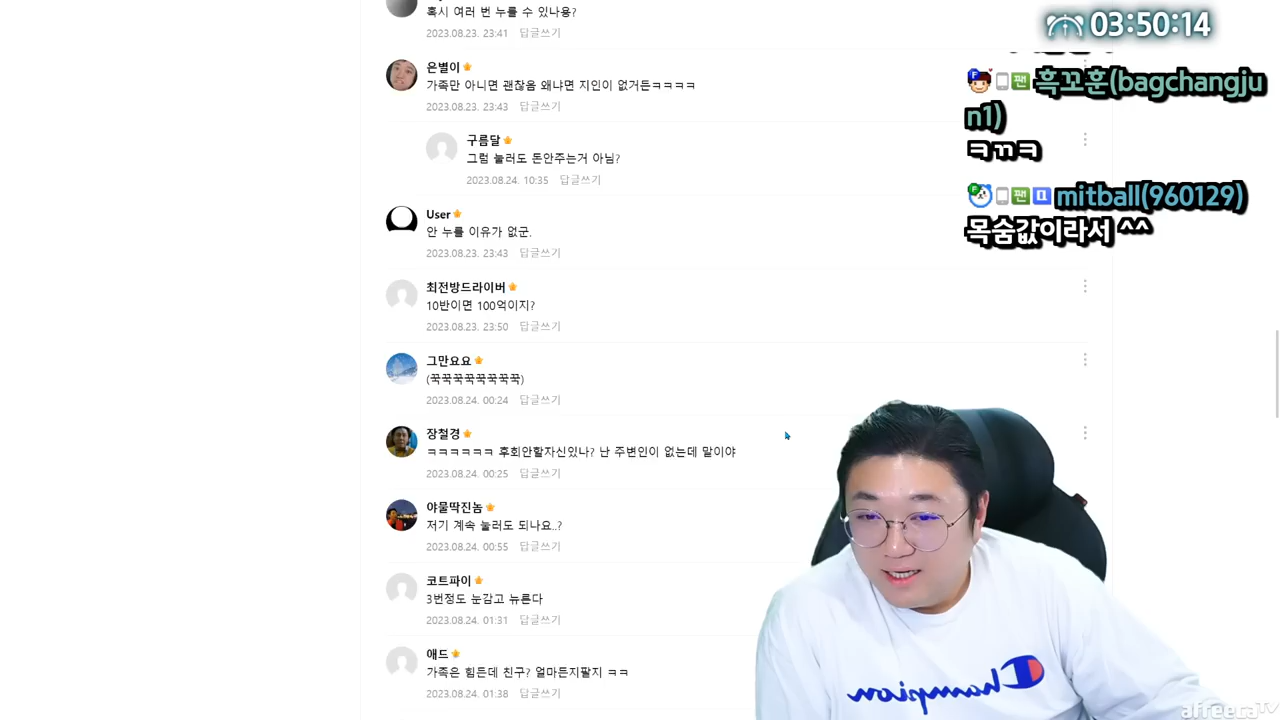 혹시 여러 번 누를 수 있나용?
2023.08.23. 23:41 답글쓰기
은별이
가족만 아니면 괜찮음 왜냐면 지인이 없거든ㅋㅋㅋㅋ
2023.08.23. 23:43 답글쓰기
구름달
그럼 눌러도 돈안주는거 아님?
2023.08.24. 10:35 답글쓰기
User
안 누를 이유가 없군.
2023.08.23. 23:43 답글쓰기
최전방드라이버
10반이면 100억이지?
2023.08.23. 23:50 답글쓰기
그만요요
(꾹꾹꾹꾹꾹꾹꾹꾹)
2023.08.24. 00:24 답글쓰기
장철경
ㅋㅋㅋㅋㅋㅋ 후회안할자신있나? 난 주변인이 없는데 말이야
2023.08.24. 00:25 답글쓰기
야물딱진놈
저기 계속 눌러도 되나요..?
2023.08.24. 00:55 답글쓰기
코트파이
3번정도 눈감고 뉴른다
2023.08.24. 01:31 답글쓰기
애드
가족은 힘든데 친구? 얼마든지팔지 ㅋㅋ
2023.08.24. 01:38 답글쓰기
03:50:14
팬 흑꼬훈(bagchangju
n1)
ㅋㄲㅋ
팬 mitball(960129)
목숨값이라서 ^^
Champion
afreecaTV